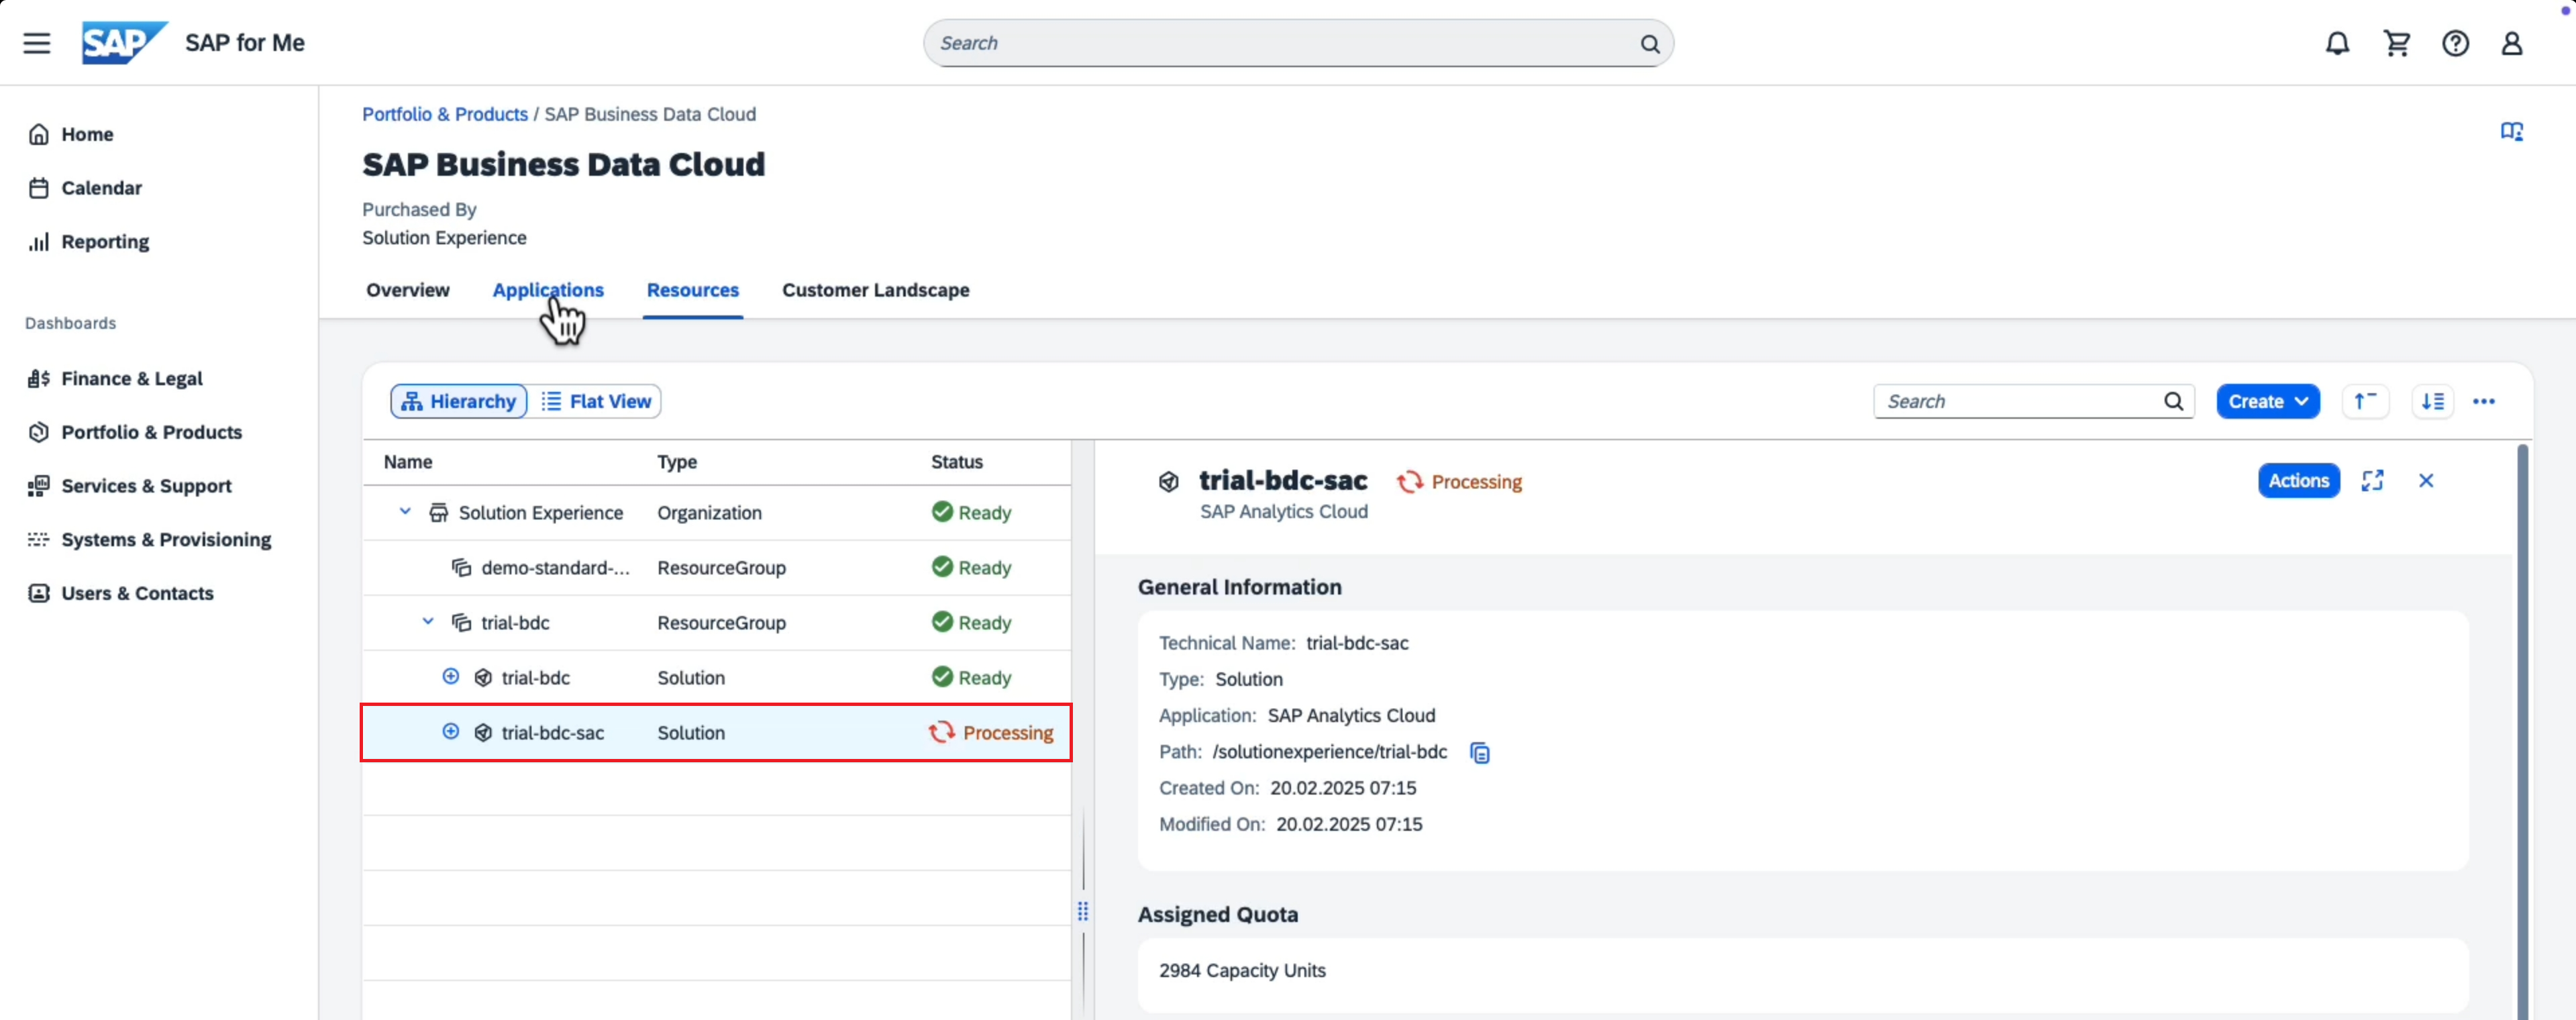 SAP SAP for Me
Search
Home
Calendar
Reporting
Dashboards
Finance & Legal
Portfolio & Products
Services & Support
Systems & Provisioning
Users & Contacts
Portfolio & Products / SAP Business Data Cloud
SAP Business Data Cloud
Purchased By
Solution Experience
Overview Applications Resources Customer Landscape
Hierarchy Flat View Search Create
Name Type Status
Solution Experience Organization Ready
demo-standard-... ResourceGroup Ready
trial-bdc ResourceGroup Ready
trial-bdc Solution Ready
trial-bdc-sac Solution Processing
trial-bdc-sac Processing Actions
SAP Analytics Cloud
General Information
Technical Name: trial-bdc-sac
Type: Solution
Application: SAP Analytics Cloud
Path: /solutionexperience/trial-bdc
Created On: 20.02.2025 07:15
Modified On: 20.02.2025 07:15
Assigned Quota
2984 Capacity Units